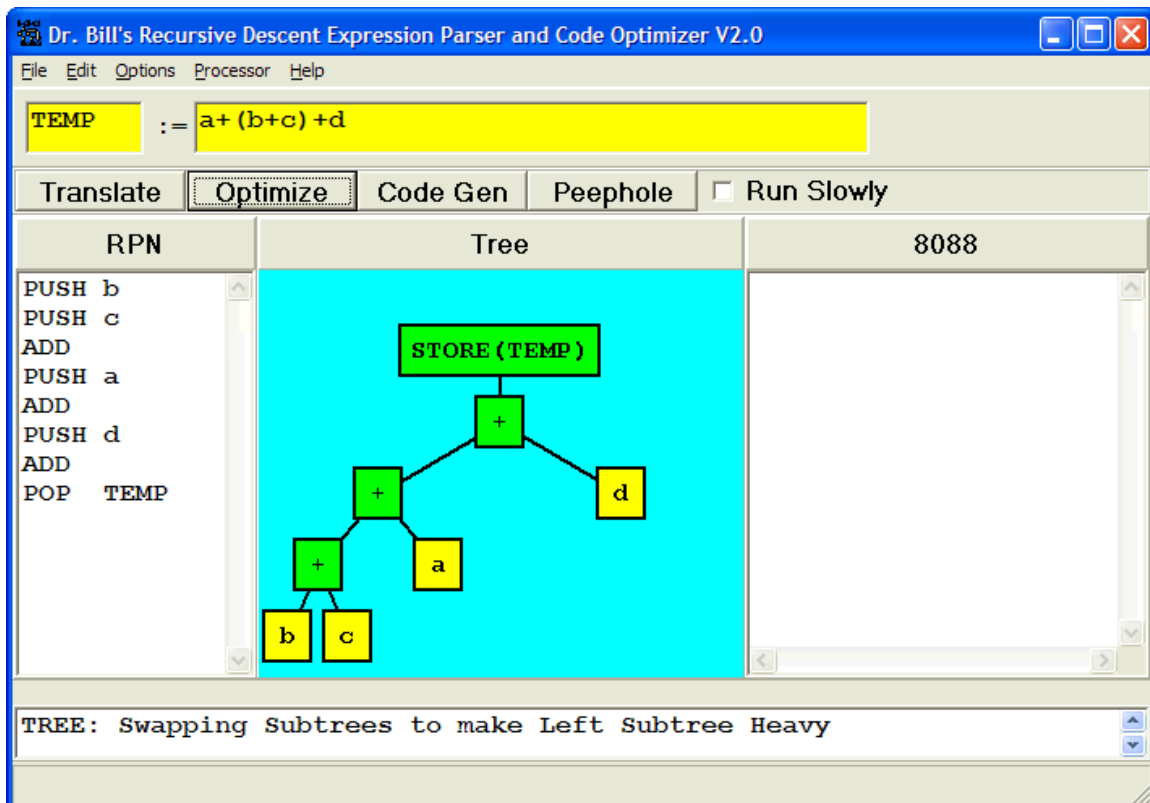 Dr. Bill's Recursive Descent Expression Parser and Code Optimizer V2.0
File Edit Options Processor Help
TEMP := a+(b+c)+d
Translate Optimize Code Gen Peephole Run Slowly
RPN Tree 8088
PUSH b
PUSH c
ADD
PUSH a
ADD
PUSH d
ADD
POP TEMP
STORE(TEMP)
+
+ d
+ a
b c
TREE: Swapping Subtrees to make Left Subtree Heavy